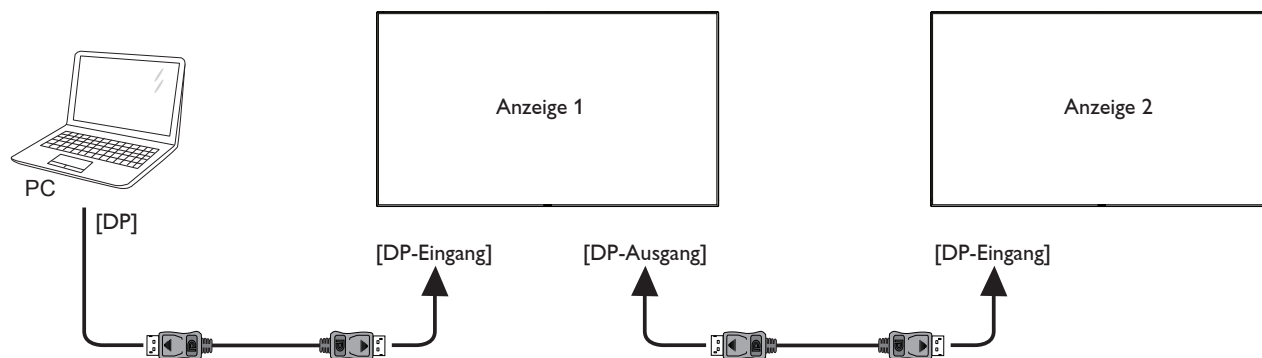 Anzeige 1
Anzeige 2
PC
[DP]
[DP-Eingang]
[DP-Ausgang]
[DP-Eingang]